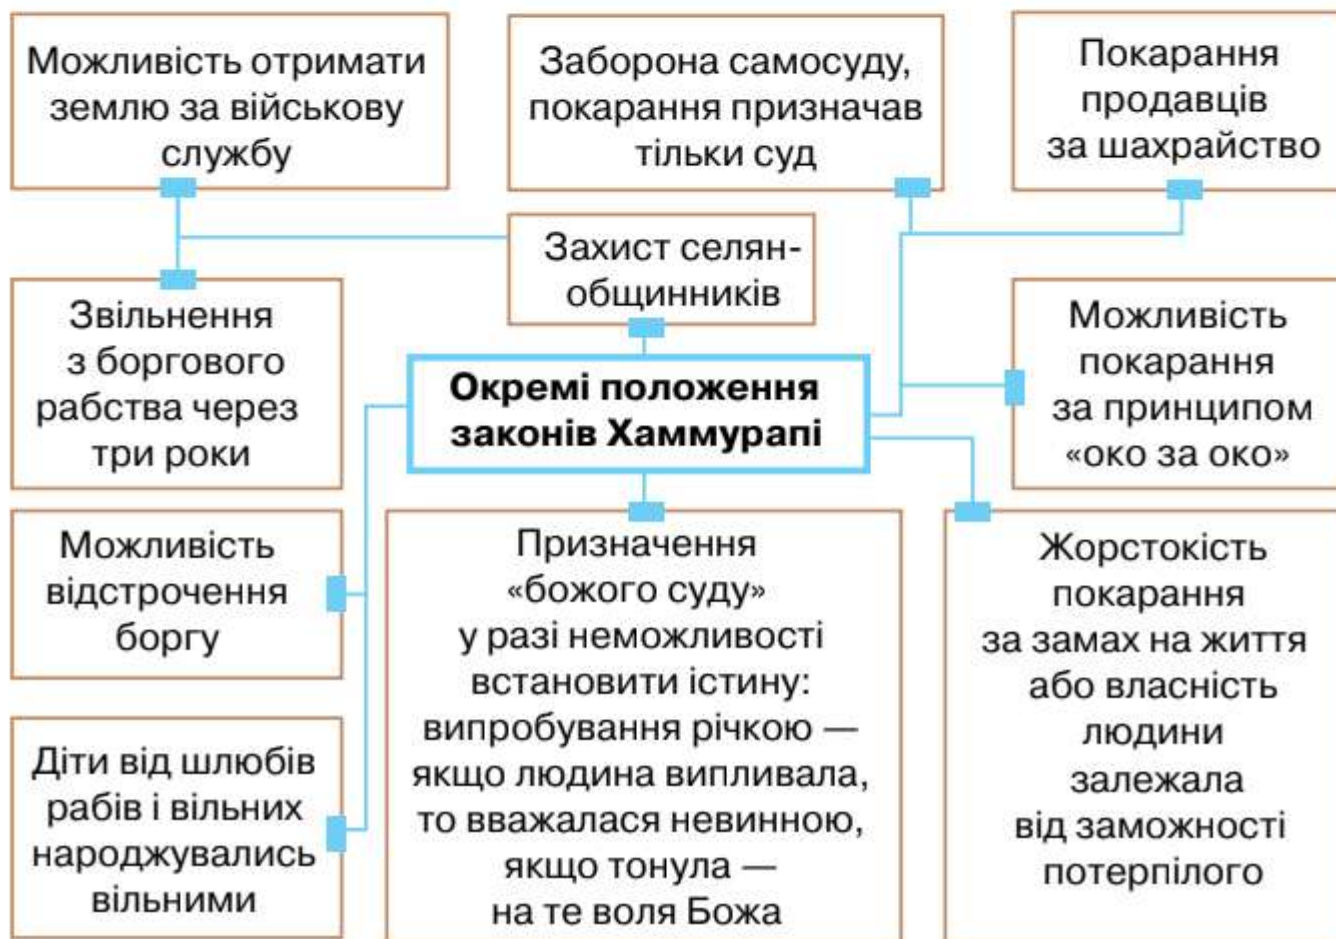 Можливість отримати
землю за військову
службу
Заборона самосуду,
покарання призначав
тільки суд
Покарання
продавців
за шахрайство
Захист селян-
общинників
Звільнення
з боргового
рабства через
три роки
Окремі положення
законів Хаммурапі
Можливість
покарання
за принципом
«око за око»
Можливість
відстрочення
боргу
Призначення
«божого суду»
у разі неможливості
встановити істину:
випробування річкою —
якщо людина випливала,
то вважалася невинною,
якщо тонула —
на те воля Божа
Жорстокість
покарання
за замах на життя
або власність
людини
залежала
від заможності
потерпілого
Діти від шлюбів
рабів і вільних
народжувались
вільними